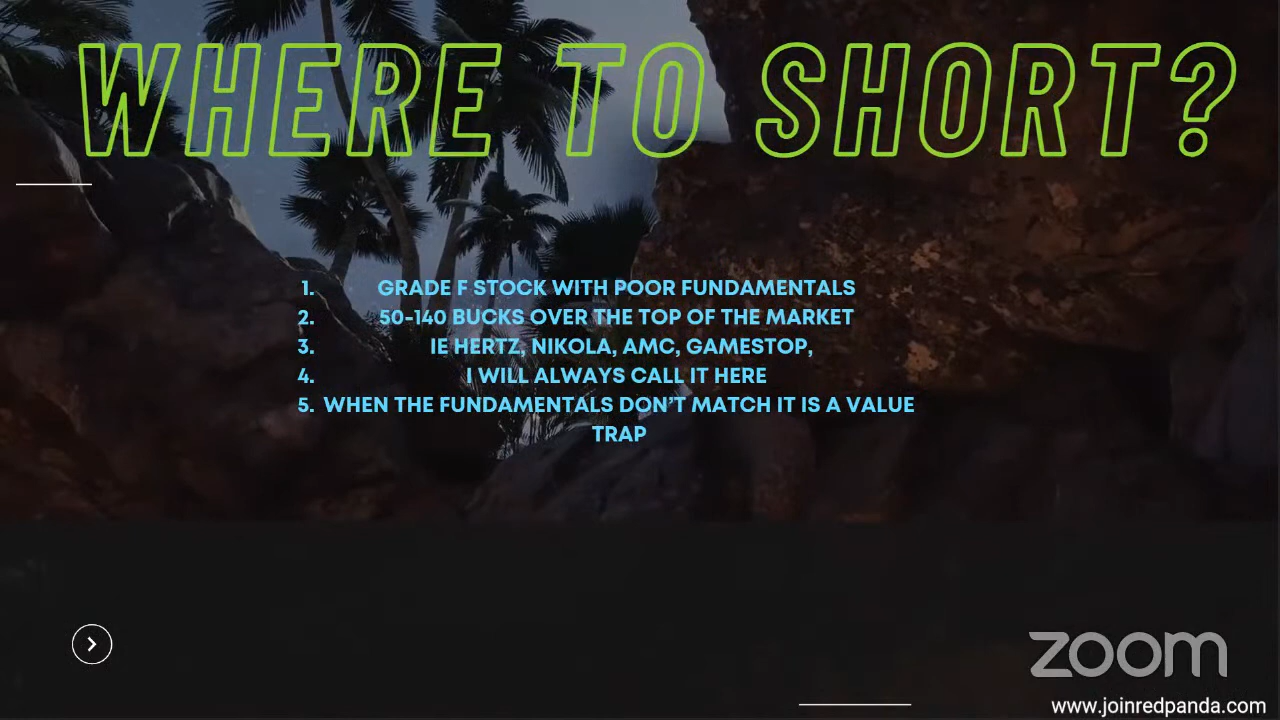 WHERE TO SHORT?
1. GRADE F STOCK WITH POOR FUNDAMENTALS
2. 50-140 BUCKS OVER THE TOP OF THE MARKET
3. IE HERTZ, NIKOLA, AMC, GAMESTOP,
4. I WILL ALWAYS CALL IT HERE
5. WHEN THE FUNDAMENTALS DON'T MATCH IT IS A VALUE
TRAP
zoom
www.joinredpanda.com